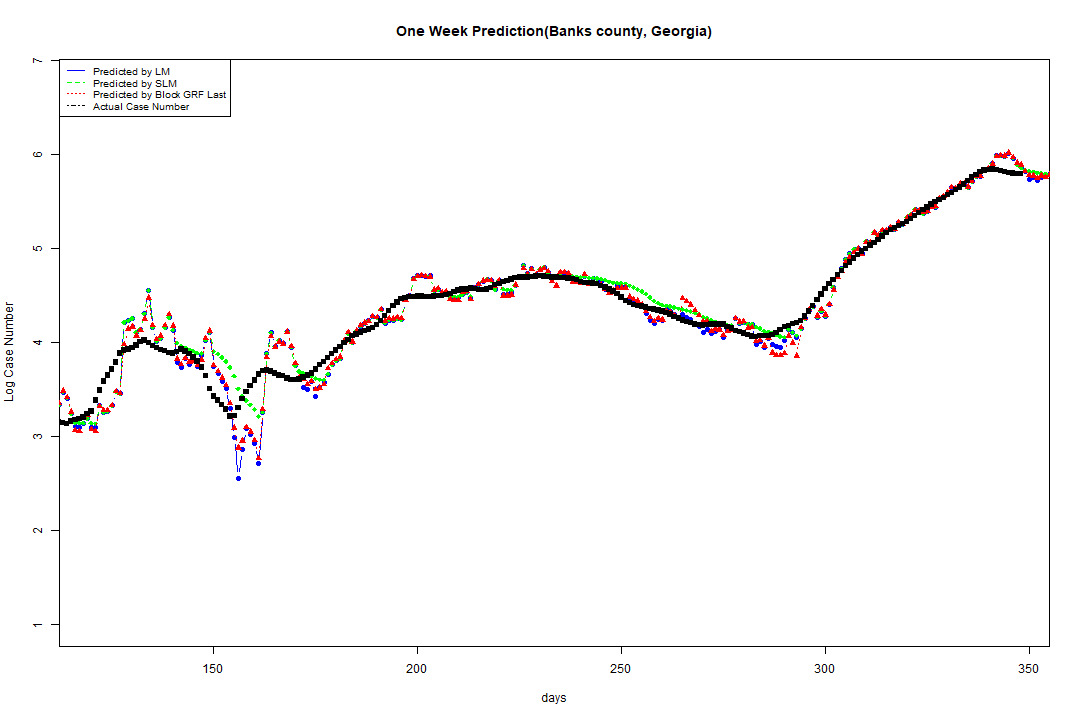 One Week Prediction(Banks county, Georgia)
7
Predicted by LM
Predicted by SLM
Predicted by Block GRF Last
Actual Case Number
6
5
4
3
2
1
Log Case Number
150 200 250 300 350
days